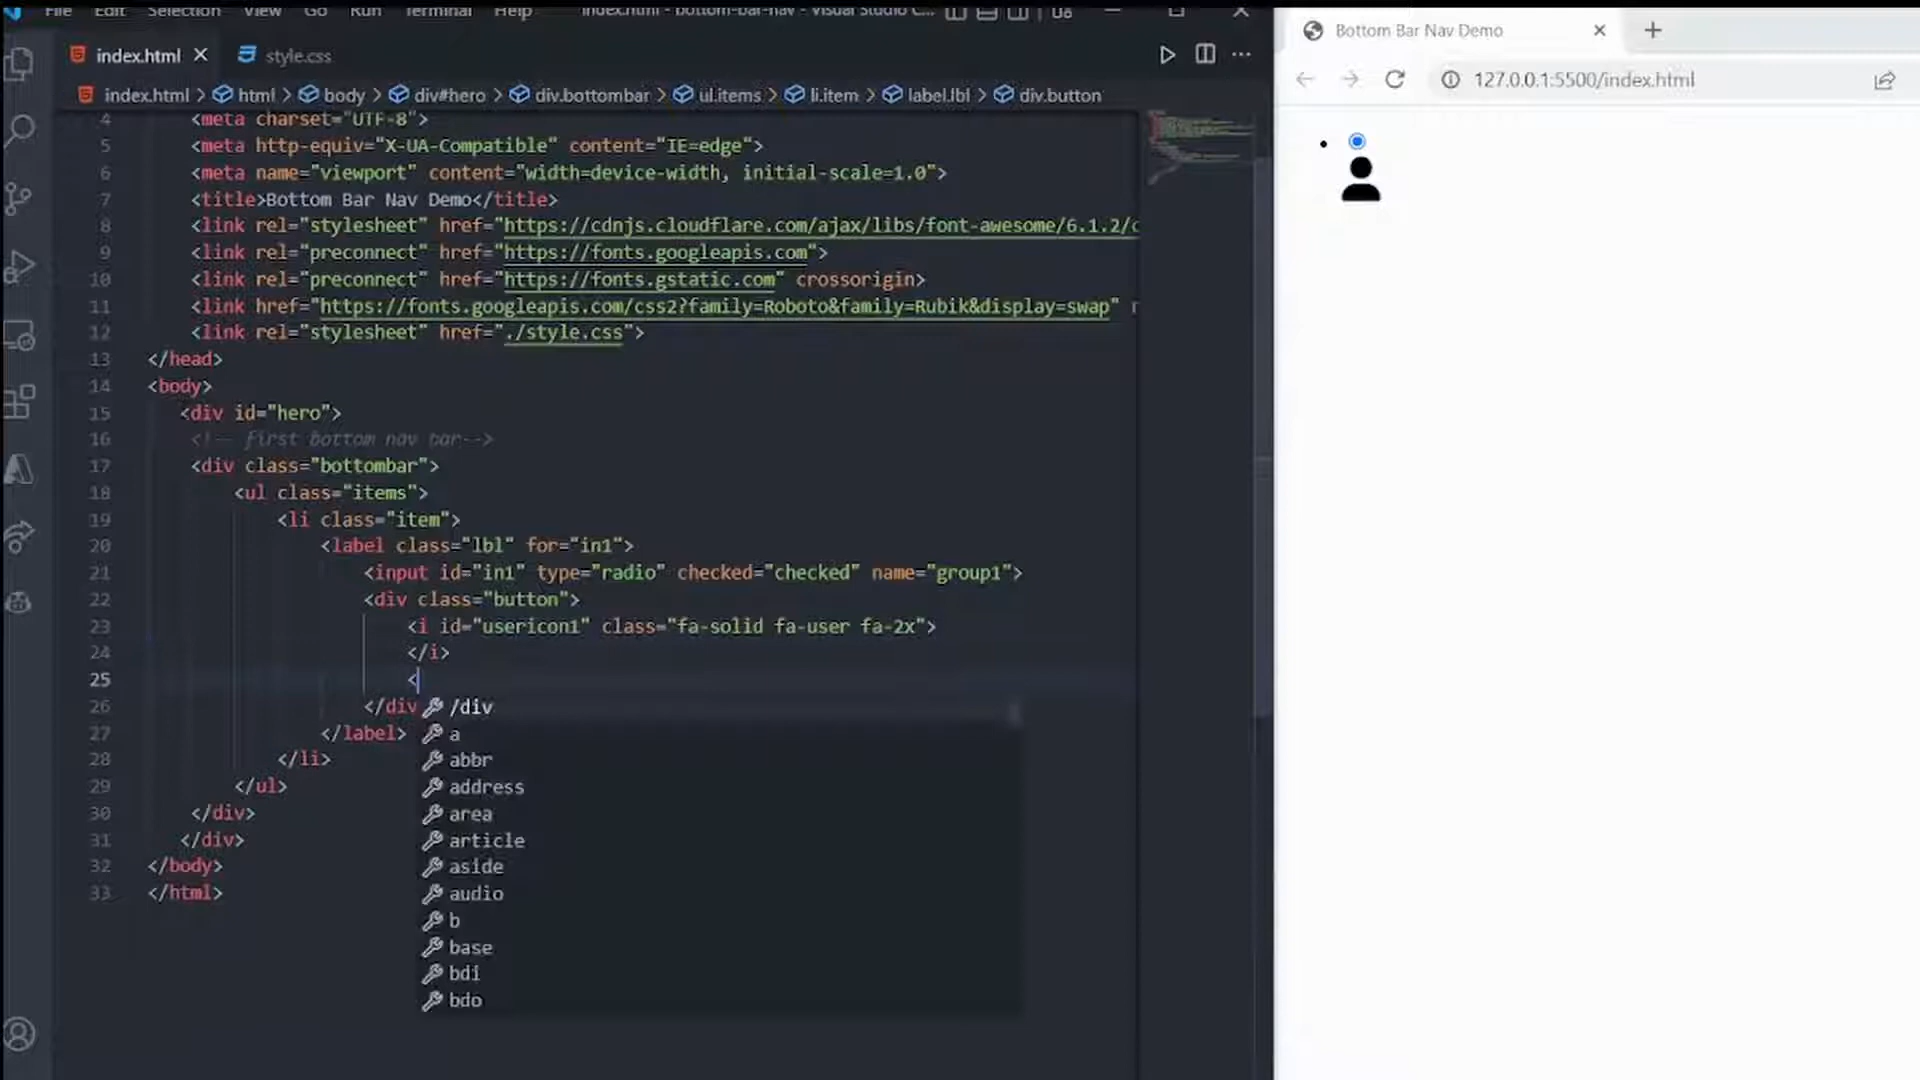 File Edit Selection View Go Run Terminal Help index.html - bottom-bar-nav - Visual Studio C...
index.html style.css
index.html > html > body > div#hero > div.bottombar > ul.items > li.item > label.lbl > div.button
4 <meta charset="UTF-8">
5 <meta http-equiv="X-UA-Compatible" content="IE=edge">
6 <meta name="viewport" content="width=device-width, initial-scale=1.0">
7 <title>Bottom Bar Nav Demo</title>
8 <link rel="stylesheet" href="https://cdnjs.cloudflare.com/ajax/libs/font-awesome/6.1.2/c
9 <link rel="preconnect" href="https://fonts.googleapis.com">
10 <link rel="preconnect" href="https://fonts.gstatic.com" crossorigin>
11 <link href="https://fonts.googleapis.com/css2?family=Roboto&family=Rubik&display=swap" r
12 <link rel="stylesheet" href="./style.css">
13 </head>
14 <body>
15 <div id="hero">
16 <!-- first bottom nav bar-->
17 <div class="bottombar">
18 <ul class="items">
19 <li class="item">
20 <label class="lbl" for="in1">
21 <input id="in1" type="radio" checked="checked" name="group1">
22 <div class="button">
23 <i id="usericon1" class="fa-solid fa-user fa-2x">
24 </i>
25 <
26 </div
27 </label>
28 </li>
29 </ul>
30 </div>
31 </div>
32 </body>
33 </html>
/div
a
abbr
address
area
article
aside
audio
b
base
bdi
bdo
Bottom Bar Nav Demo
127.0.0.1:5500/index.html